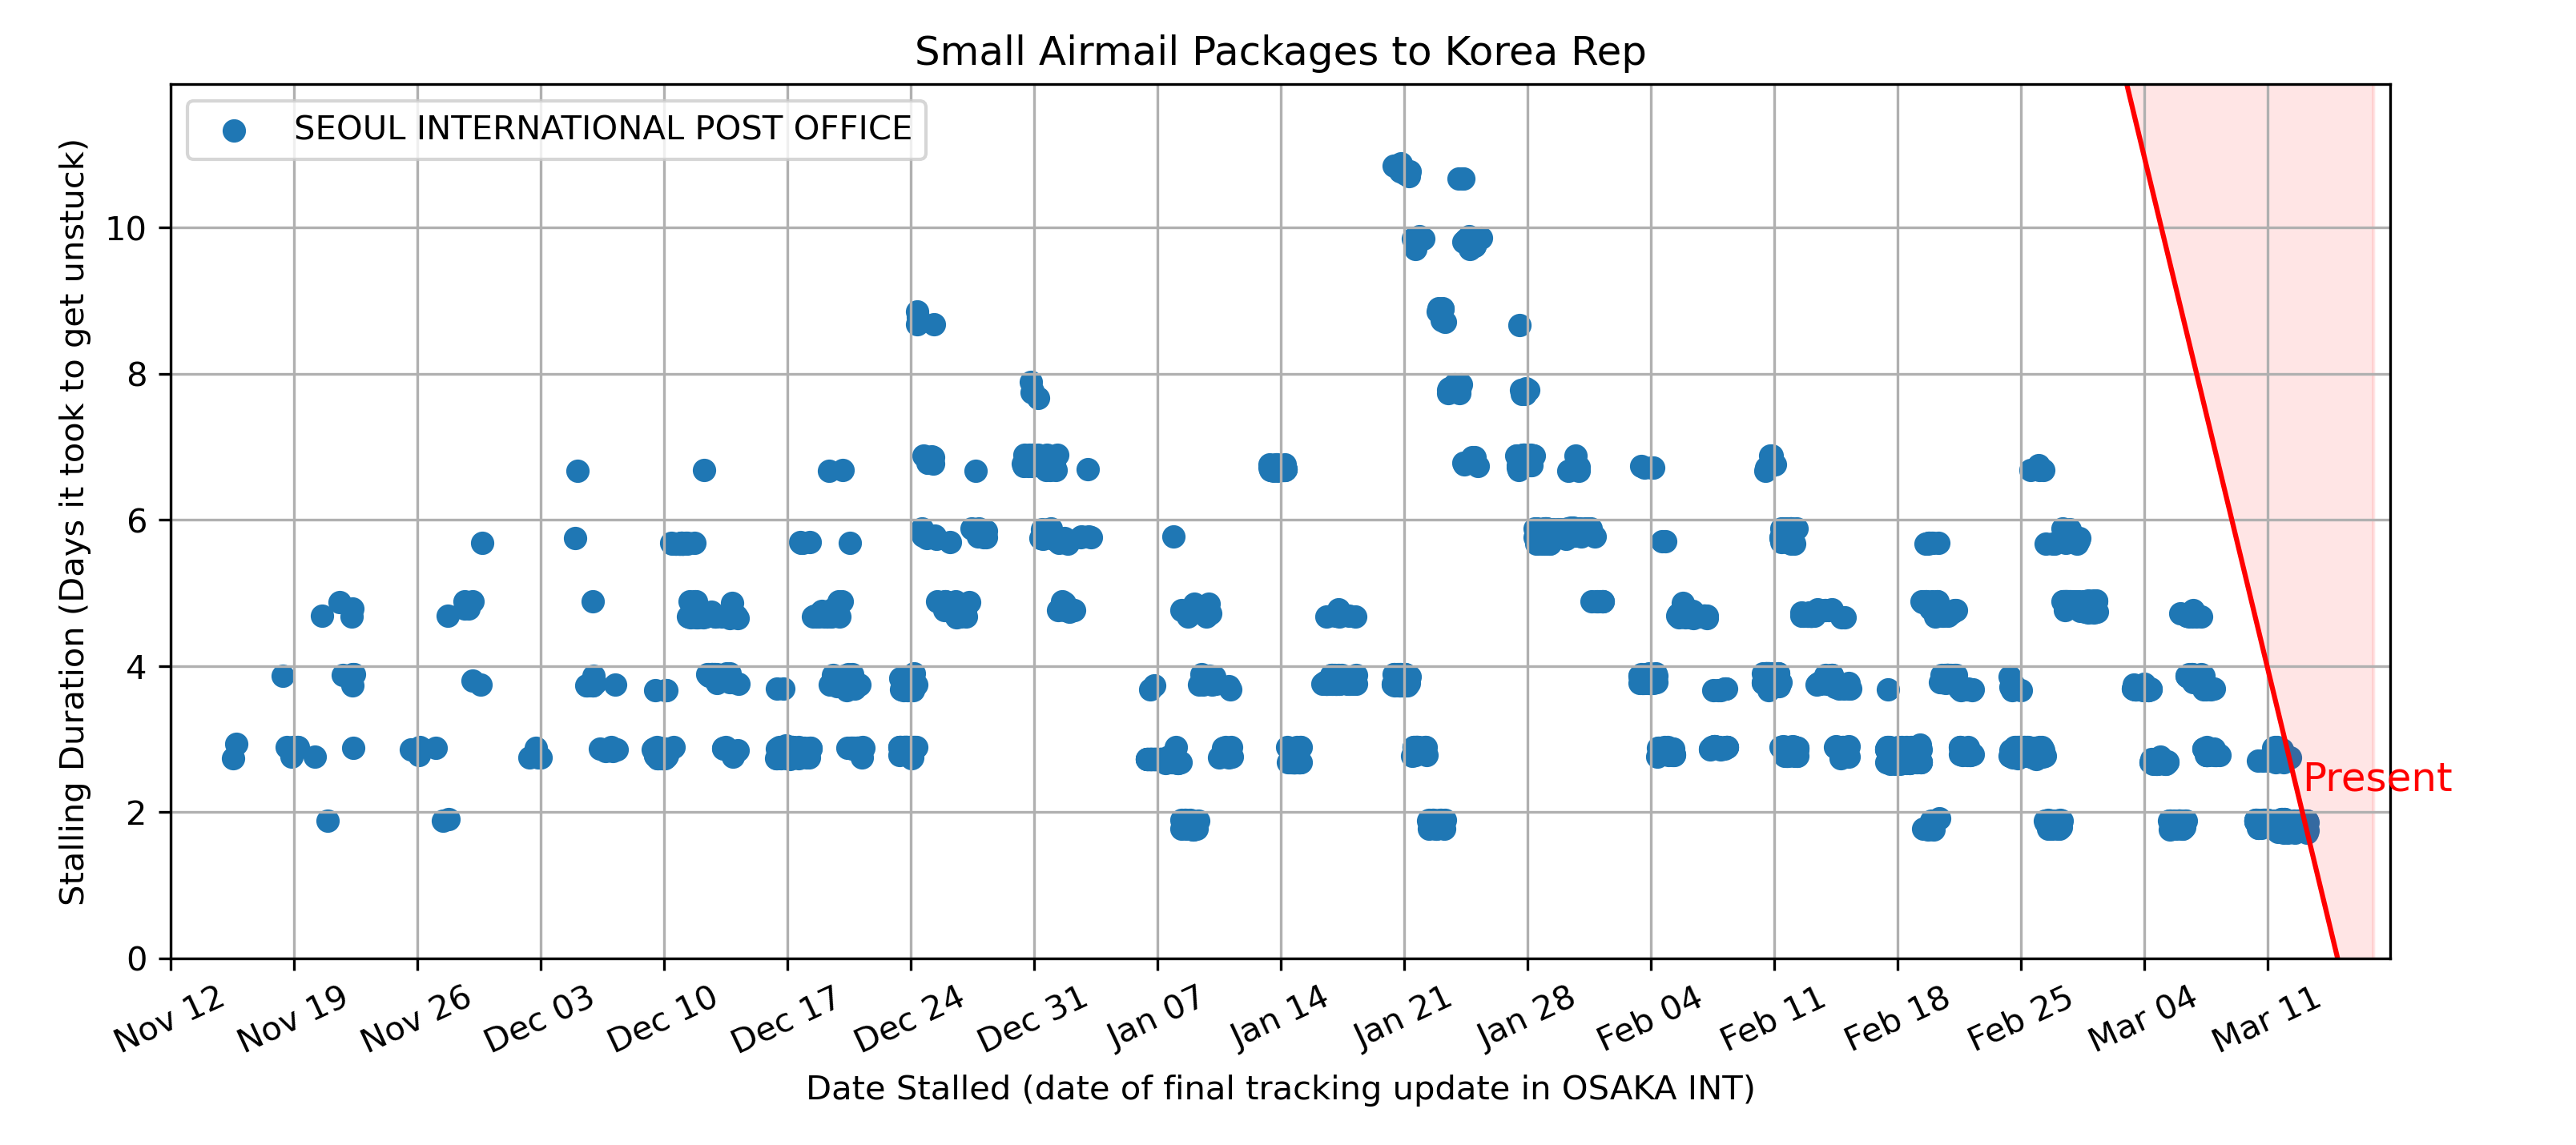 Small Airmail Packages to Korea Rep
SEOUL INTERNATIONAL POST OFFICE
Stalling Duration (Days it took to get unstuck)
10
8
6
4
2
0
Present
Nov 12 Nov 19 Nov 26 Dec 03 Dec 10 Dec 17 Dec 24 Dec 31 Jan 07 Jan 14 Jan 21 Jan 28 Feb 04 Feb 11 Feb 18 Feb 25 Mar 04 Mar 11
Date Stalled (date of final tracking update in OSAKA INT)